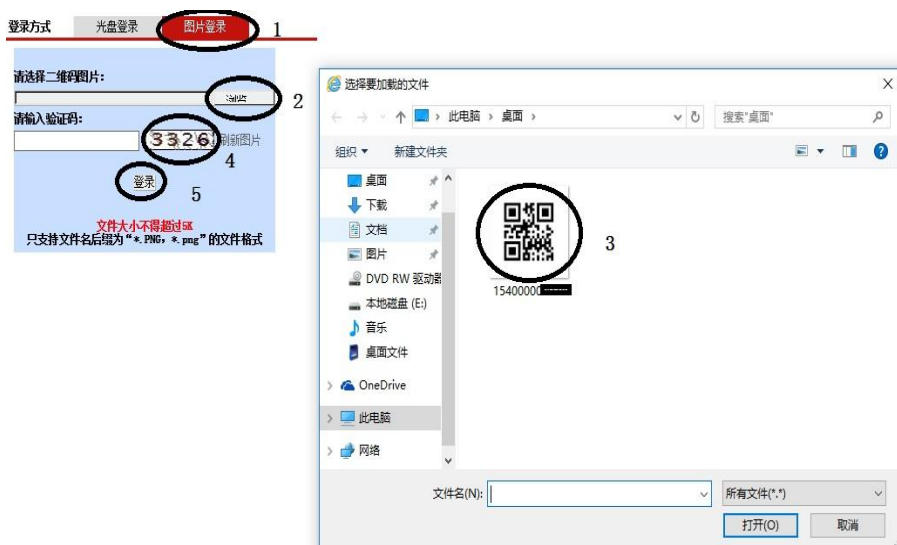 登录方式
光盘登录
图片登录
1
请选择二维码图片：
浏览
2
请输入验证码：
3326
刷新图片
4
登录
5
文件大小不得超过5K
只支持文件名后缀为“*.PNG，*.png”的文件格式
选择要加载的文件
此电脑 › 桌面 ›
搜索"桌面"
组织
新建文件夹
桌面
下载
文档
图片
DVD RW 驱动器
本地磁盘 (E:)
音乐
桌面文件
OneDrive
此电脑
网络
15400000
3
文件名(N):
所有文件(*.*)
打开(O)
取消